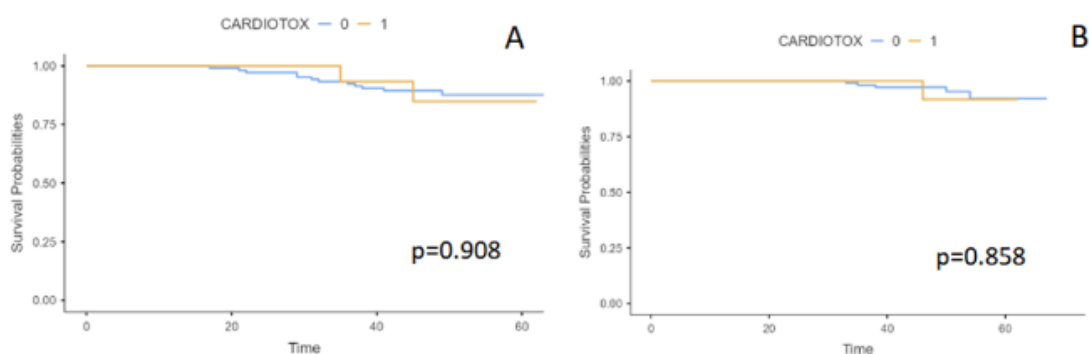 CARDIOTOX 0 1
A
1.00
0.75
0.50
0.25
0.00
Survival Probabilities
p=0.908
0 20 40 60
Time
CARDIOTOX 0 1
B
1.00
0.75
0.50
0.25
0.00
Survival Probabilities
p=0.858
0 20 40 60
Time